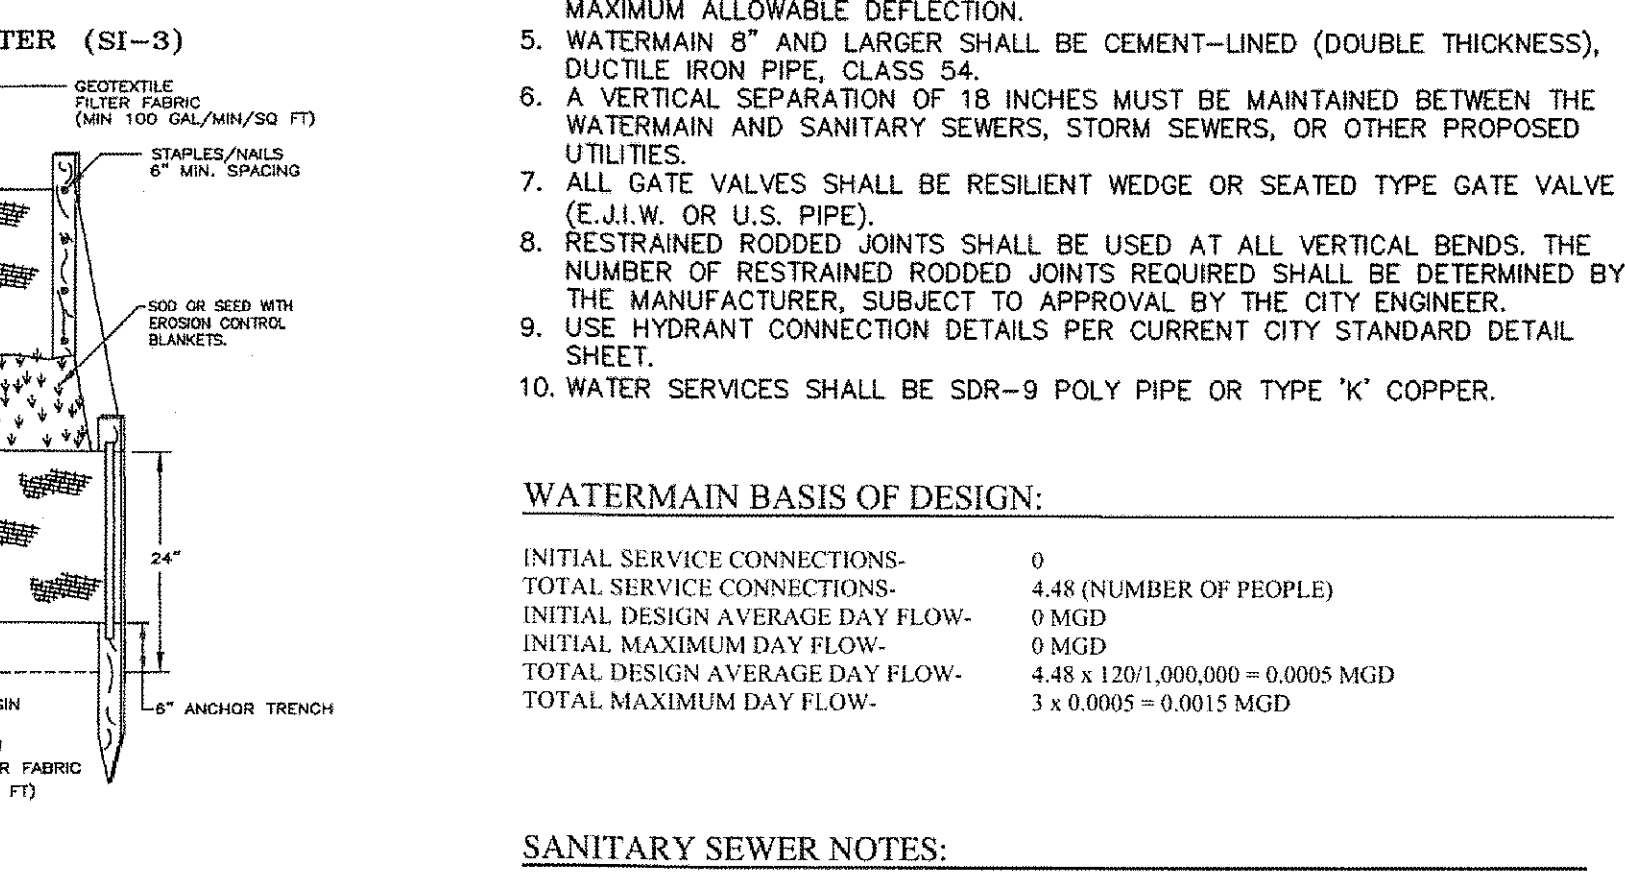 TER (SI-3)
GEOTEXTILE
FILTER FABRIC
(MIN 100 GAL/MIN/SQ FT)
STAPLES/NAILS
6" MIN. SPACING
SOD OR SEED WITH
EROSION CONTROL
BLANKETS.
24"
6" ANCHOR TRENCH
R FABRIC
FT)
MAXIMUM ALLOWABLE DEFLECTION.
5. WATERMAIN 8" AND LARGER SHALL BE CEMENT-LINED (DOUBLE THICKNESS),
DUCTILE IRON PIPE, CLASS 54.
6. A VERTICAL SEPARATION OF 18 INCHES MUST BE MAINTAINED BETWEEN THE
WATERMAIN AND SANITARY SEWERS, STORM SEWERS, OR OTHER PROPOSED
UTILITIES.
7. ALL GATE VALVES SHALL BE RESILIENT WEDGE OR SEATED TYPE GATE VALVE
(E.J.I.W. OR U.S. PIPE).
8. RESTRAINED RODDED JOINTS SHALL BE USED AT ALL VERTICAL BENDS. THE
NUMBER OF RESTRAINED RODDED JOINTS REQUIRED SHALL BE DETERMINED BY
THE MANUFACTURER, SUBJECT TO APPROVAL BY THE CITY ENGINEER.
9. USE HYDRANT CONNECTION DETAILS PER CURRENT CITY STANDARD DETAIL
SHEET.
10. WATER SERVICES SHALL BE SDR-9 POLY PIPE OR TYPE 'K' COPPER.
WATERMAIN BASIS OF DESIGN:
INITIAL SERVICE CONNECTIONS- 0
TOTAL SERVICE CONNECTIONS- 4.48 (NUMBER OF PEOPLE)
INITIAL DESIGN AVERAGE DAY FLOW- 0 MGD
INITIAL MAXIMUM DAY FLOW- 0 MGD
TOTAL DESIGN AVERAGE DAY FLOW- 4.48 x 120/1,000,000 = 0.0005 MGD
TOTAL MAXIMUM DAY FLOW- 3 x 0.0005 = 0.0015 MGD
SANITARY SEWER NOTES: